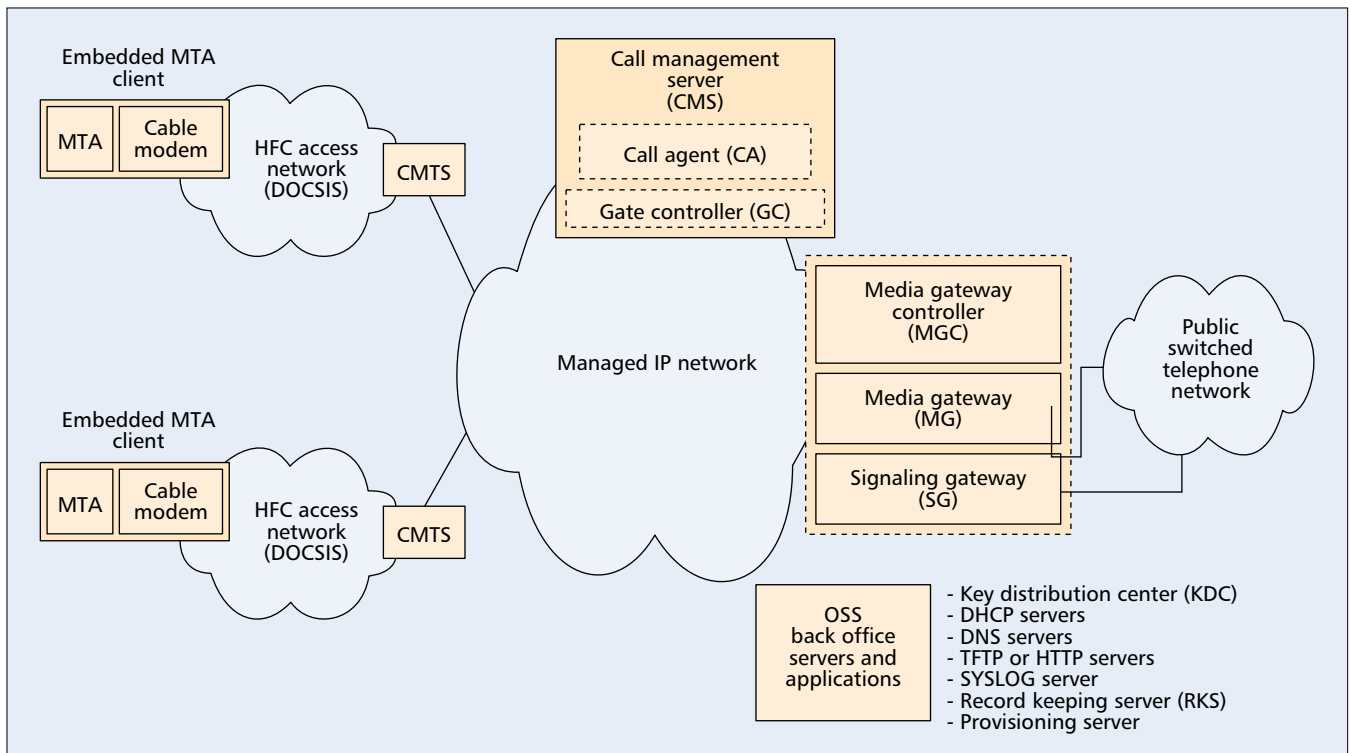 Embedded MTA
client
MTA
Cable
modem
HFC access
network
(DOCSIS)
CMTS
Call management
server
(CMS)
Call agent (CA)
Gate controller (GC)
Managed IP network
Media gateway
controller
(MGC)
Media gateway
(MG)
Signaling gateway
(SG)
Public
switched
telephone
network
Embedded MTA
client
MTA
Cable
modem
HFC access
network
(DOCSIS)
CMTS
OSS
back office
servers and
applications
- Key distribution center (KDC)
- DHCP servers
- DNS servers
- TFTP or HTTP servers
- SYSLOG server
- Record keeping server (RKS)
- Provisioning server